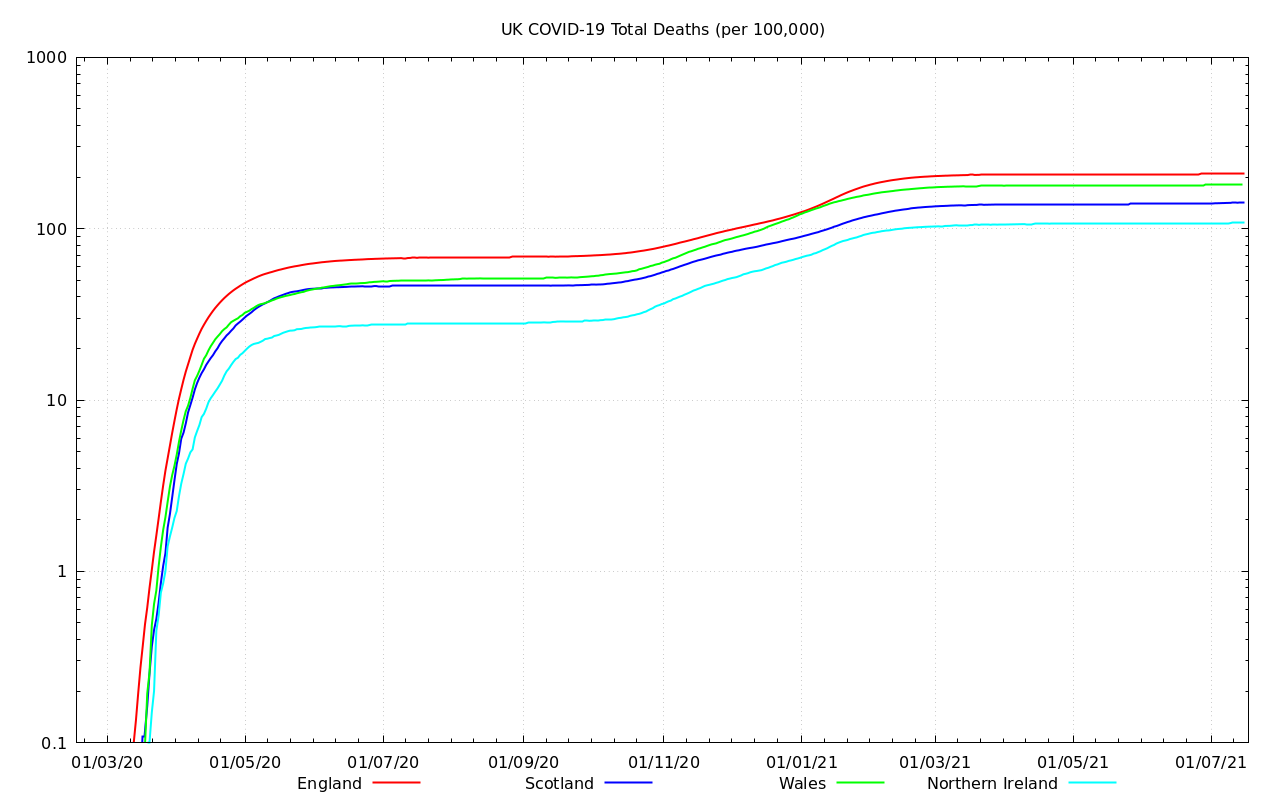 UK COVID-19 Total Deaths (per 100,000)
1000
100
10
1
0.1
01/03/20 01/05/20 01/07/20 01/09/20 01/11/20 01/01/21 01/03/21 01/05/21 01/07/21
England Scotland Wales Northern Ireland